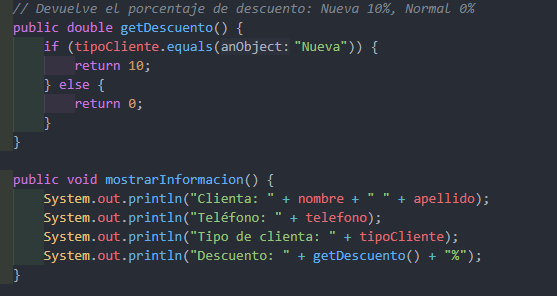 // Devuelve el porcentaje de descuento: Nueva 10%, Normal 0%
public double getDescuento() {
if (tipoCliente.equals(anObject: "Nueva")) {
return 10;
} else {
return 0;
}
}
public void mostrarInformacion() {
System.out.println("Clienta: " + nombre + " " + apellido);
System.out.println("Teléfono: " + telefono);
System.out.println("Tipo de clienta: " + tipoCliente);
System.out.println("Descuento: " + getDescuento() + "%");
}